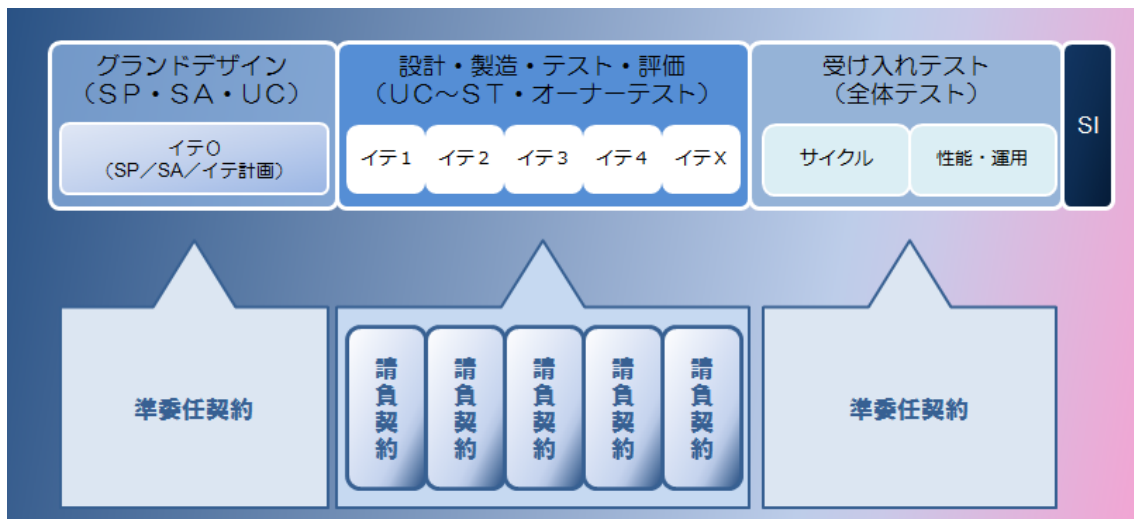 グランドデザイン
(SP・SA・UC)
イテ0
(SP/SA/イテ計画)
設計・製造・テスト・評価
(UC~ST・オーナーテスト)
イテ1
イテ2
イテ3
イテ4
イテX
受け入れテスト
(全体テスト)
サイクル
性能・運用
SI
準委任契約
請負契約
請負契約
請負契約
請負契約
請負契約
準委任契約